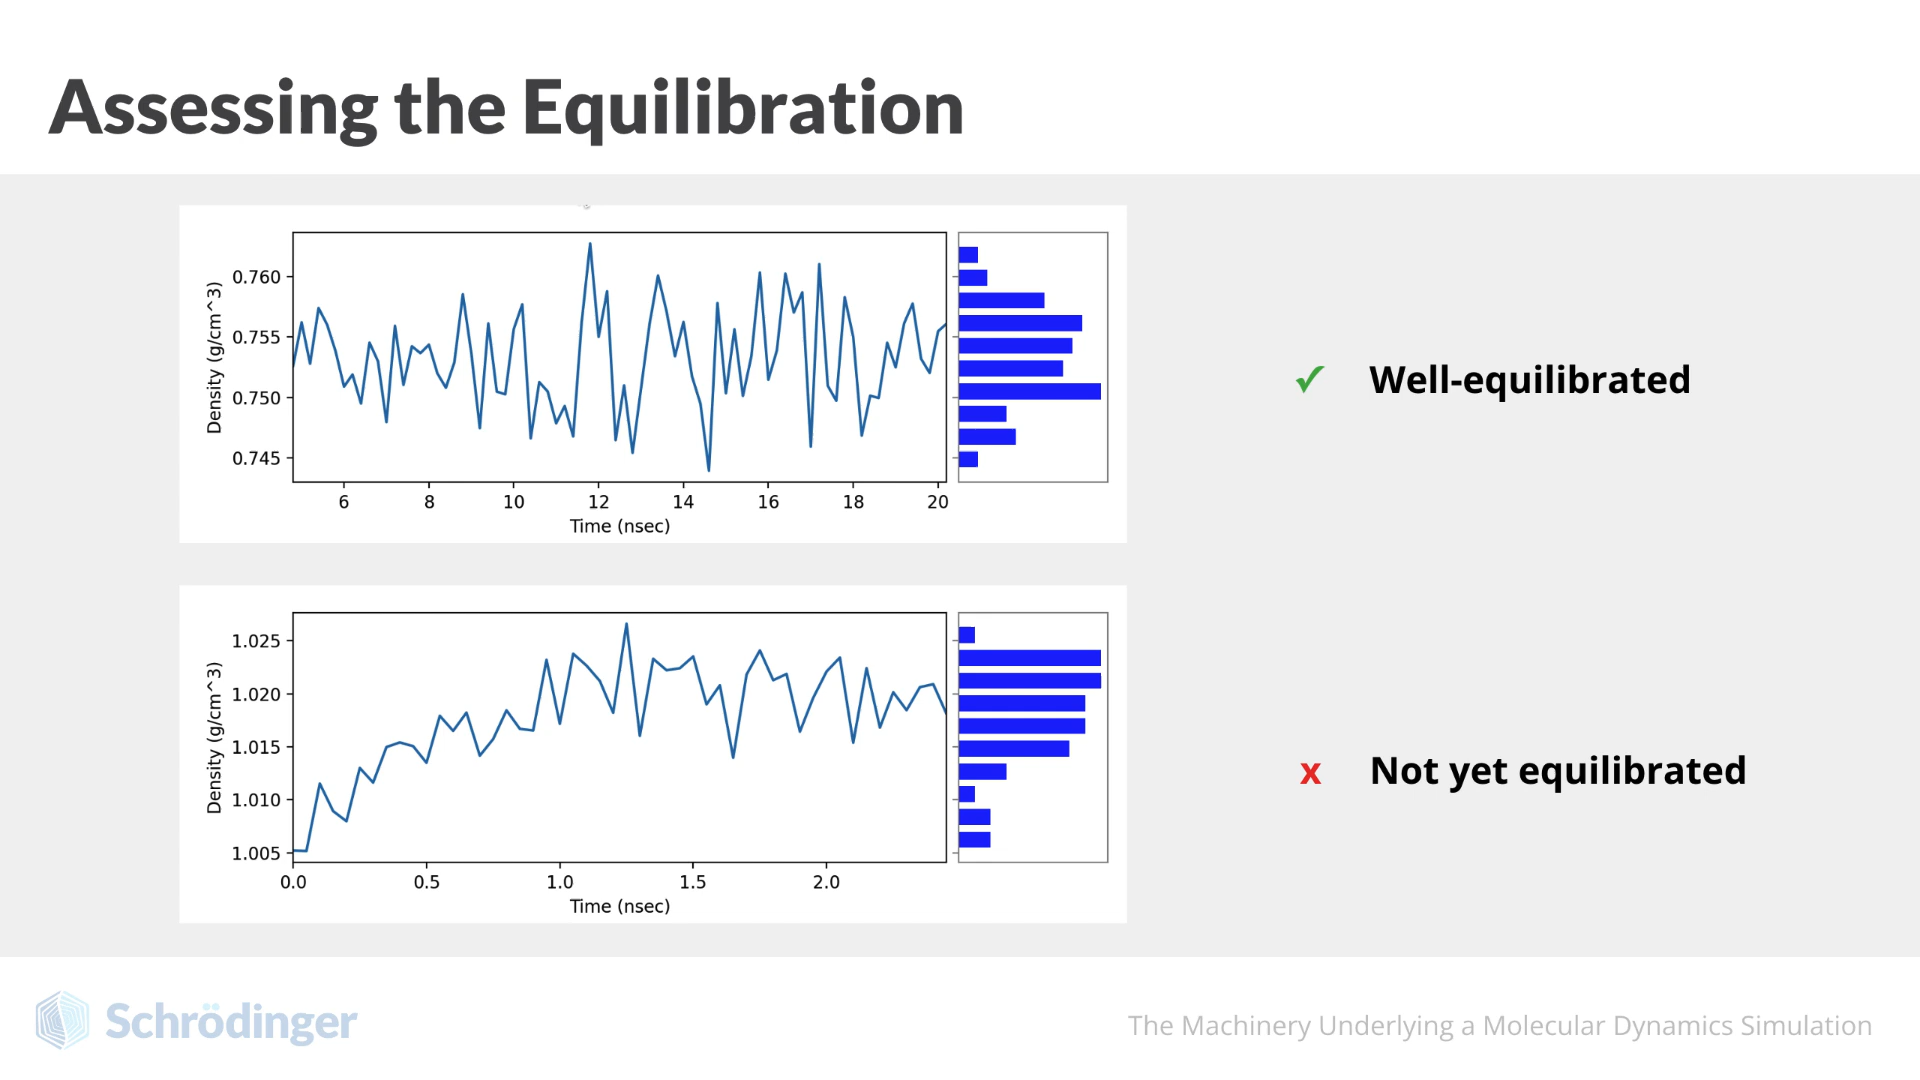 Assessing the Equilibration
Density (g/cm^3)
0.760
0.755
0.750
0.745
6 8 10 12 14 16 18 20
Time (nsec)
✓ Well-equilibrated
Density (g/cm^3)
1.025
1.020
1.015
1.010
1.005
0.0 0.5 1.0 1.5 2.0
Time (nsec)
x Not yet equilibrated
Schrödinger
The Machinery Underlying a Molecular Dynamics Simulation